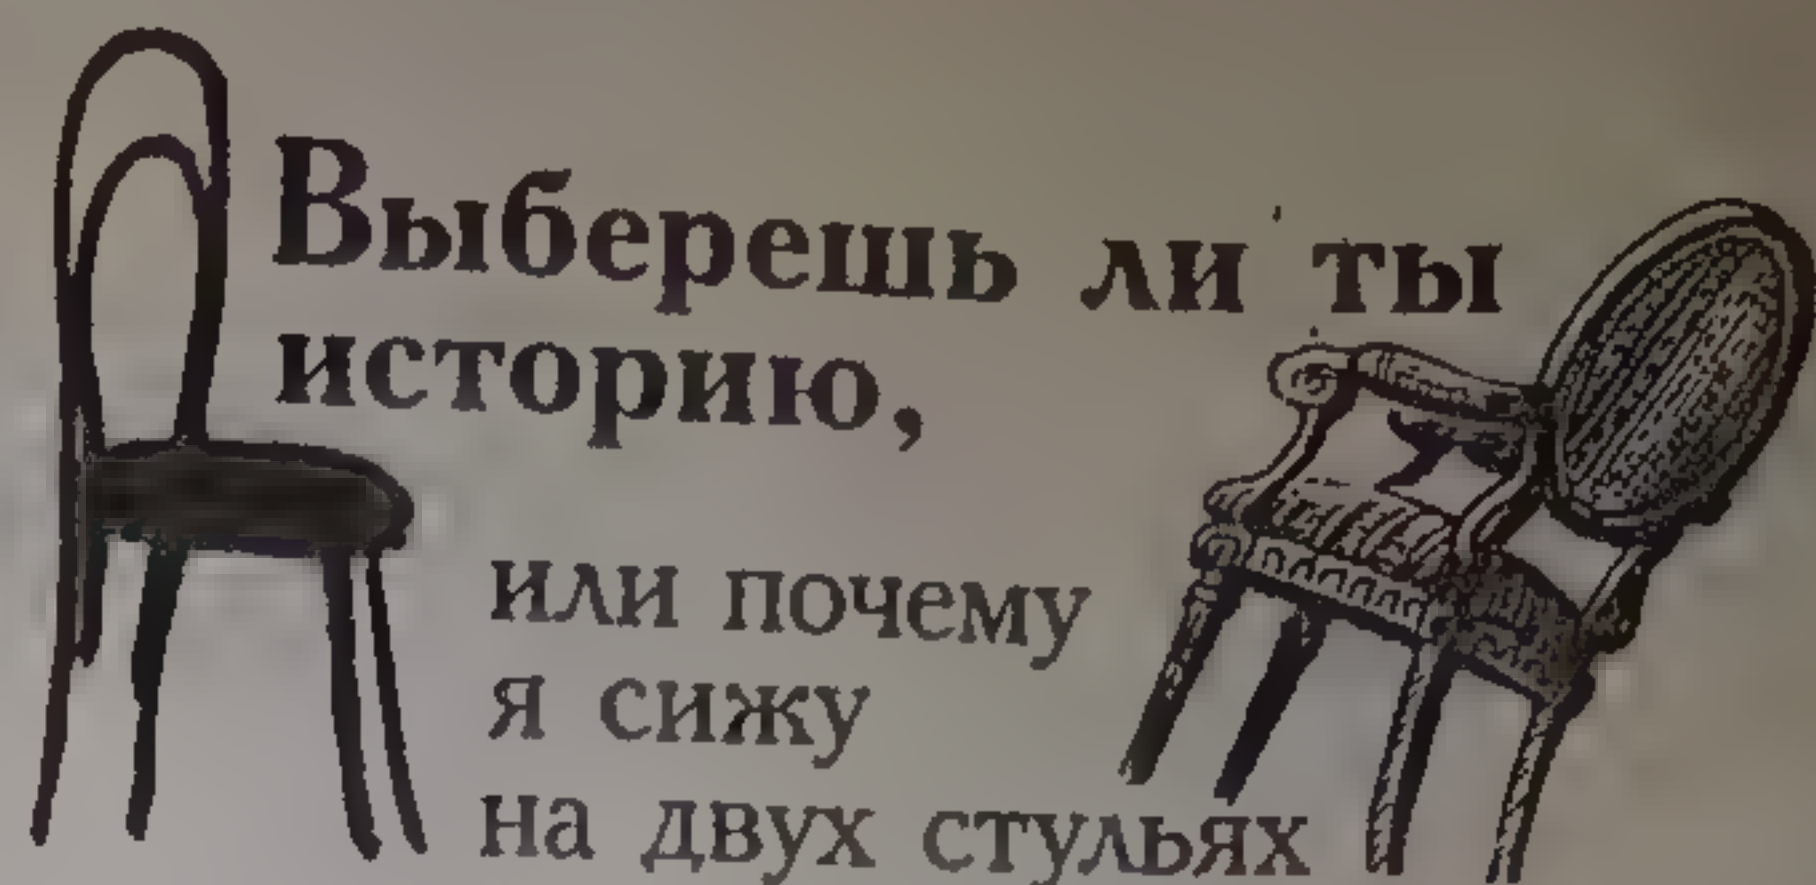 Выберешь ли ты
историю,
или почему
я сижу
на двух стульях